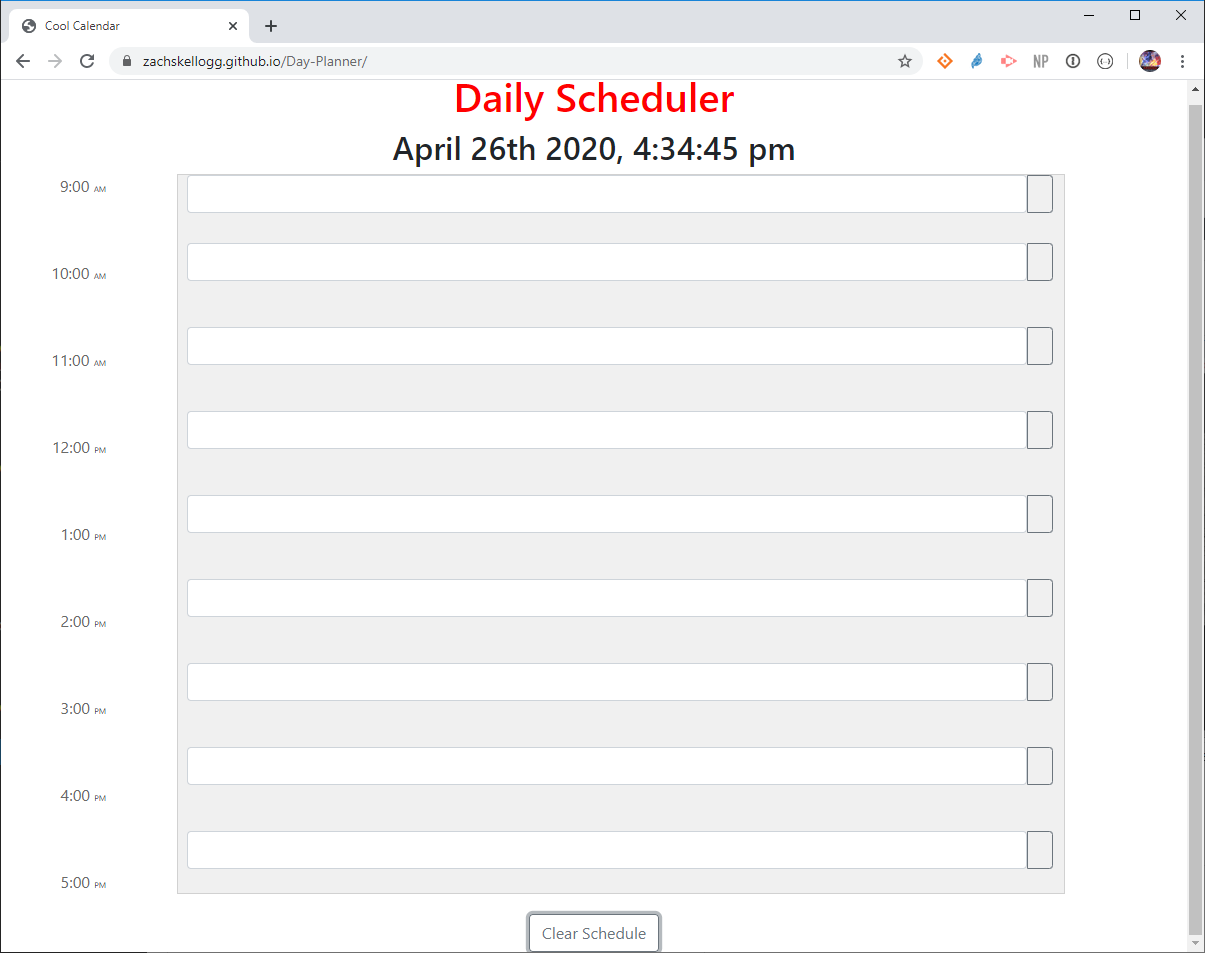 Cool Calendar
zachskellogg.github.io/Day-Planner/
NP
Daily Scheduler
April 26th 2020, 4:34:45 pm
9:00 AM
10:00 AM
11:00 AM
12:00 PM
1:00 PM
2:00 PM
3:00 PM
4:00 PM
5:00 PM
Clear Schedule